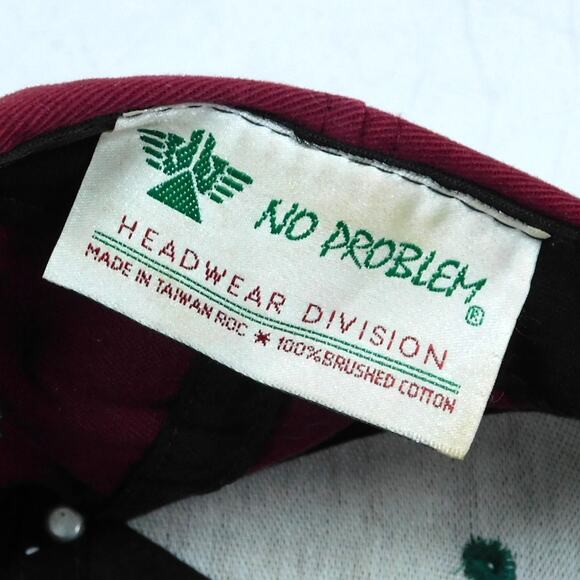 NO PROBLEM®
HEADWEAR DIVISION
MADE IN TAIWAN ROC * 100% BRUSHED COTTON